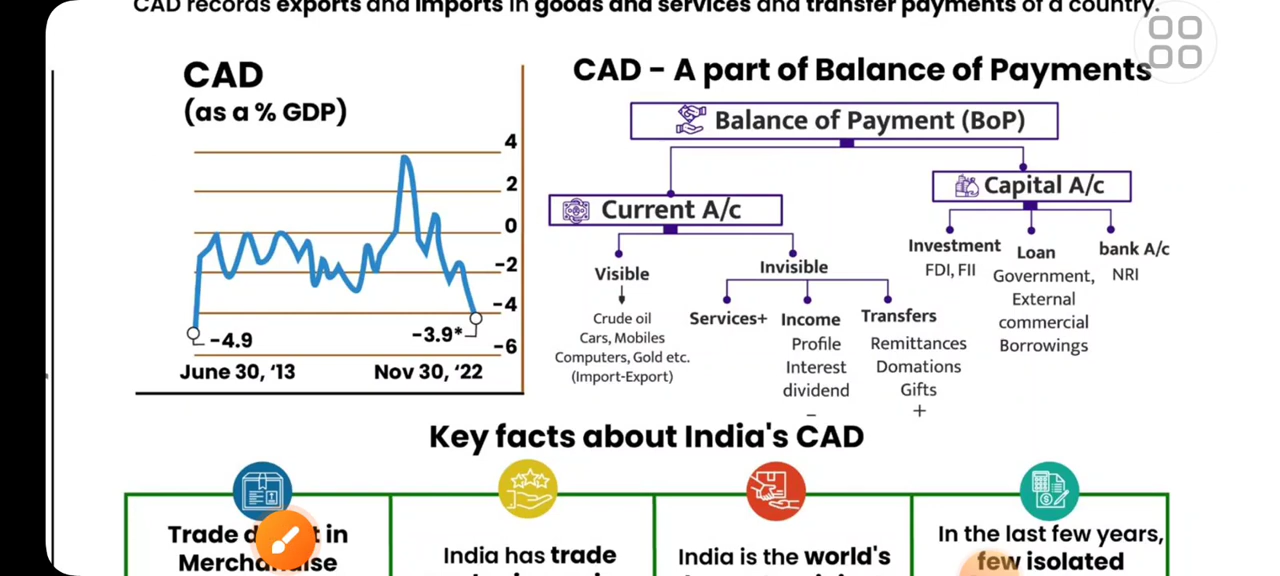 CAD records exports and imports in goods and services and transfer payments of a country.
CAD
(as a % GDP)
4
2
0
-2
-4
-6
-4.9
-3.9*
June 30, '13
Nov 30, '22
CAD - A part of Balance of Payments
Balance of Payment (BoP)
Current A/c
Capital A/c
Visible
Crude oil
Cars, Mobiles
Computers, Gold etc.
(Import-Export)
Invisible
Services+
Income
Profile
Interest
dividend
-
Transfers
Remittances
Domations
Gifts
+
Investment
FDI, FII
Loan
Government,
External
commercial
Borrowings
bank A/c
NRI
Key facts about India's CAD
Trade in
India has trade
India is the world's
In the last few years,
few isolated